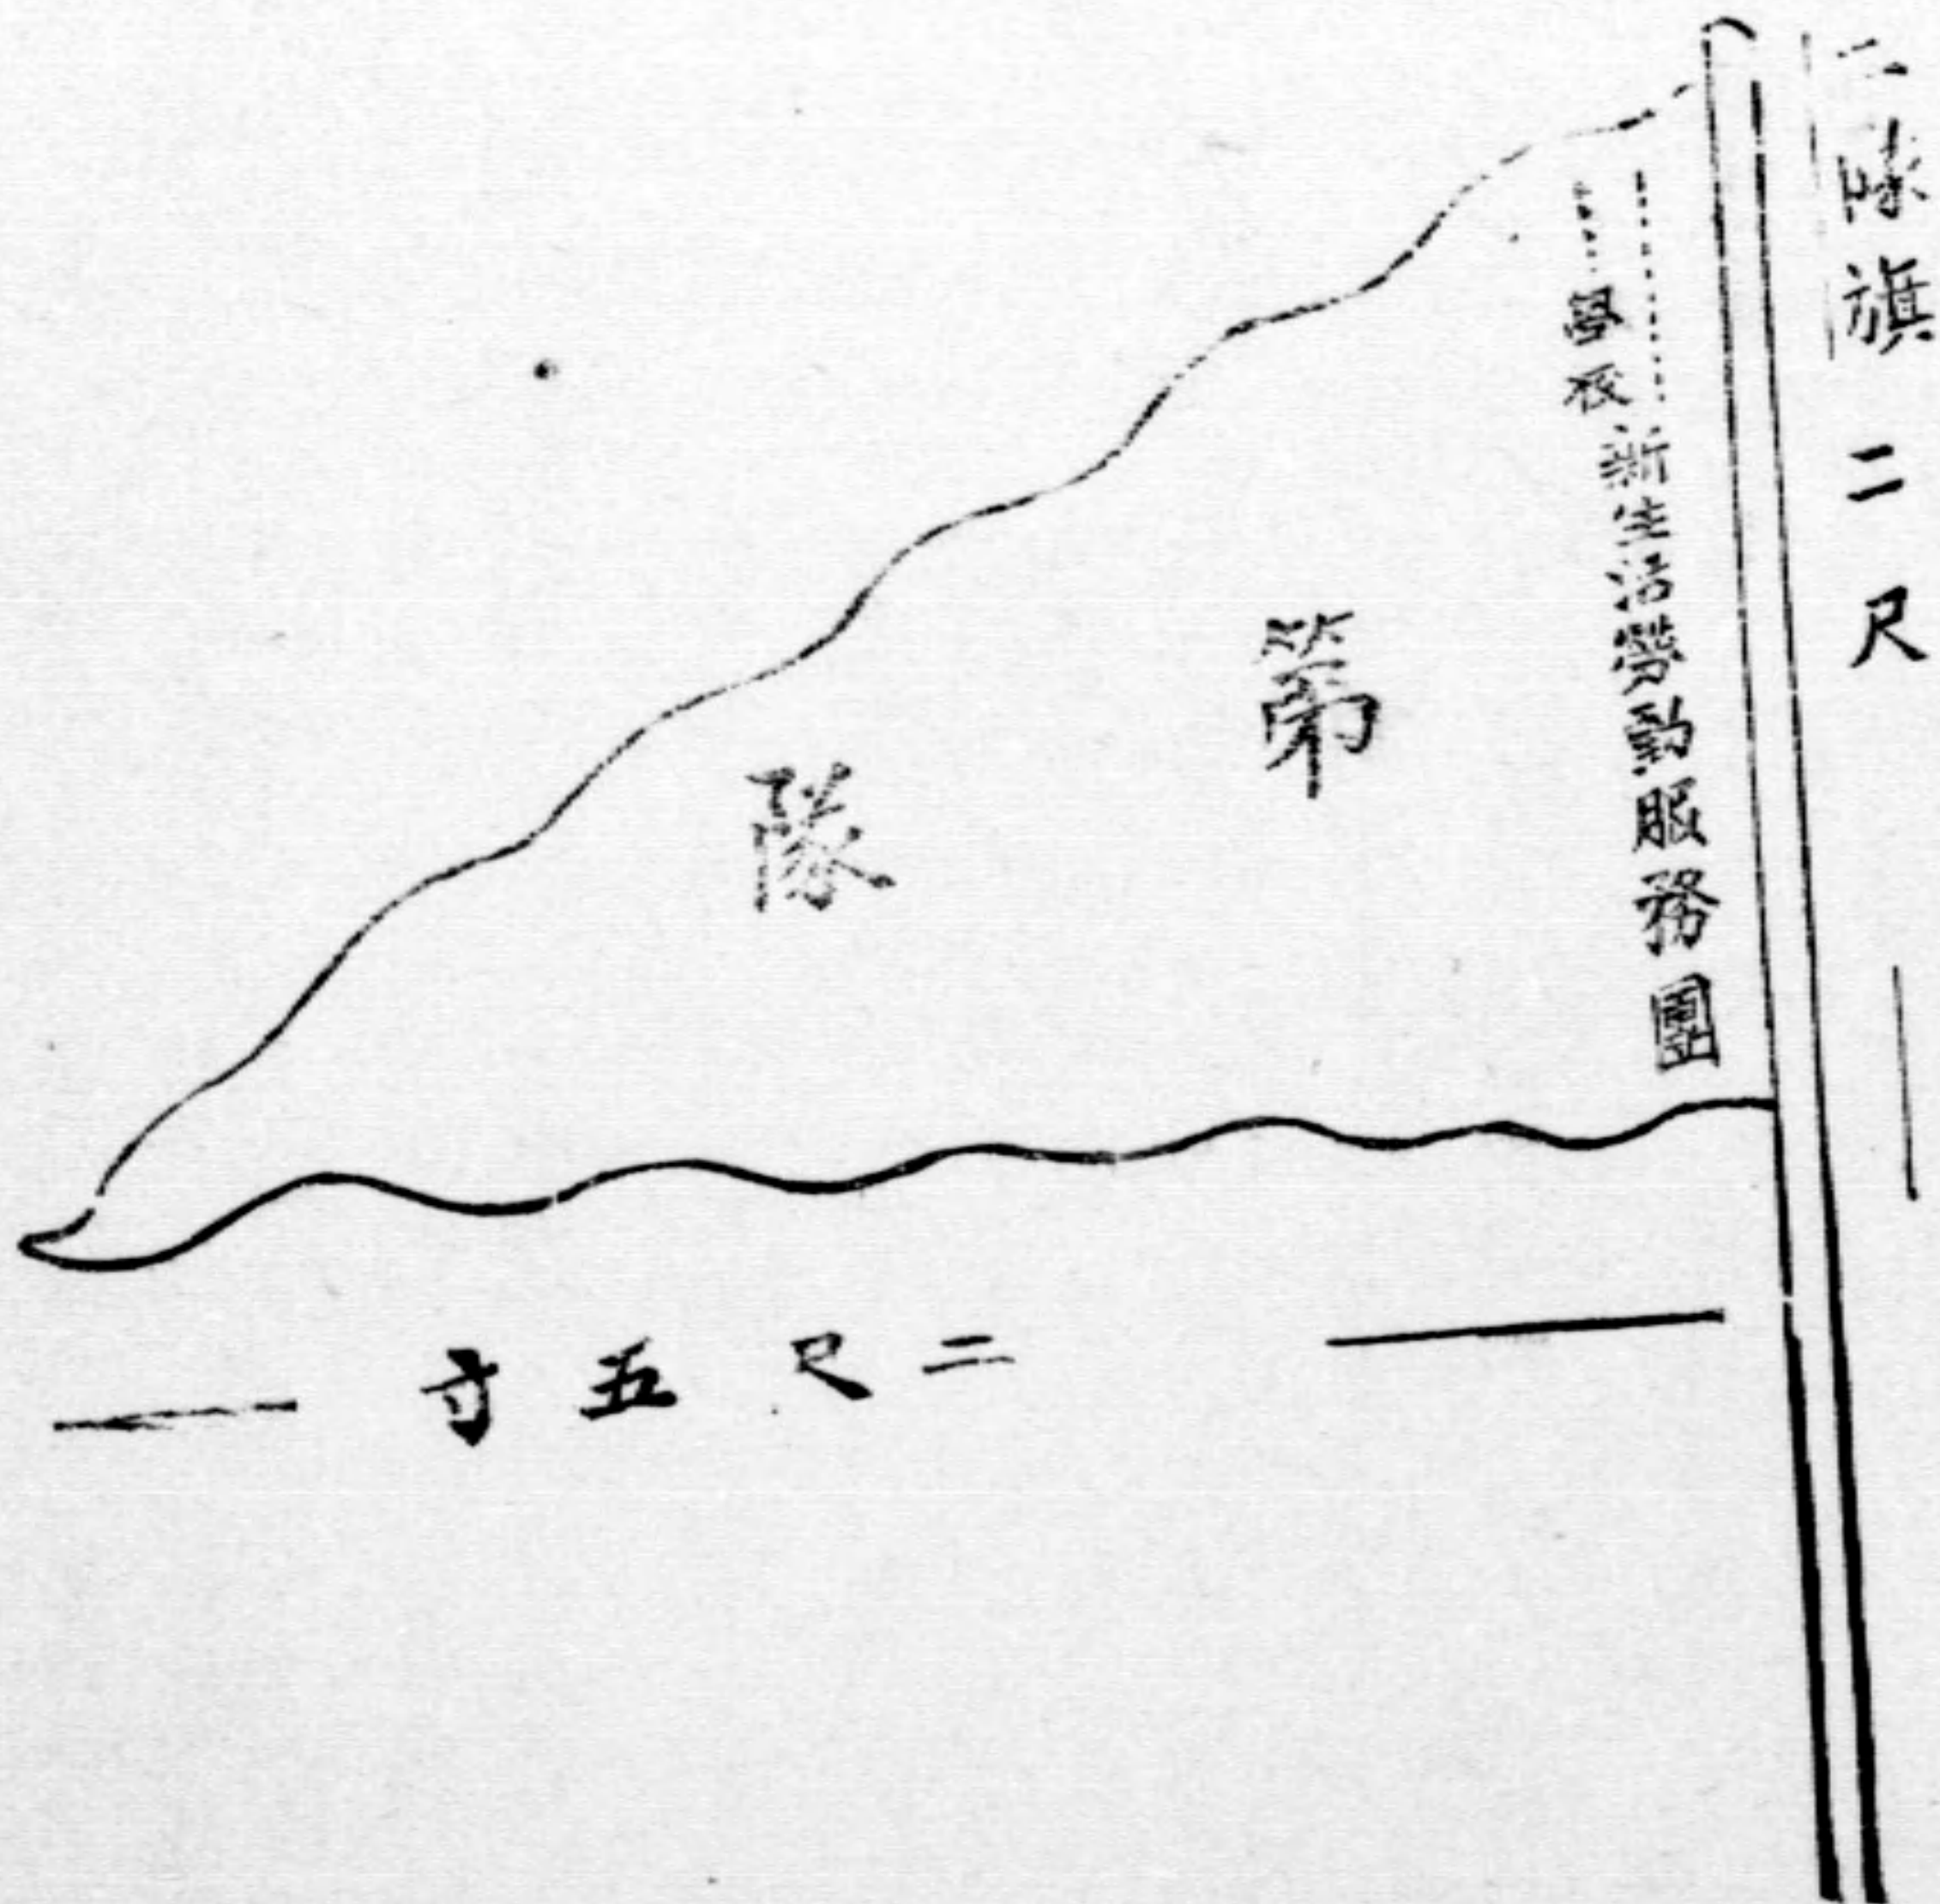 二隊旗
二尺
………
……學校
新生活勞動服務團
第　隊
二尺五寸